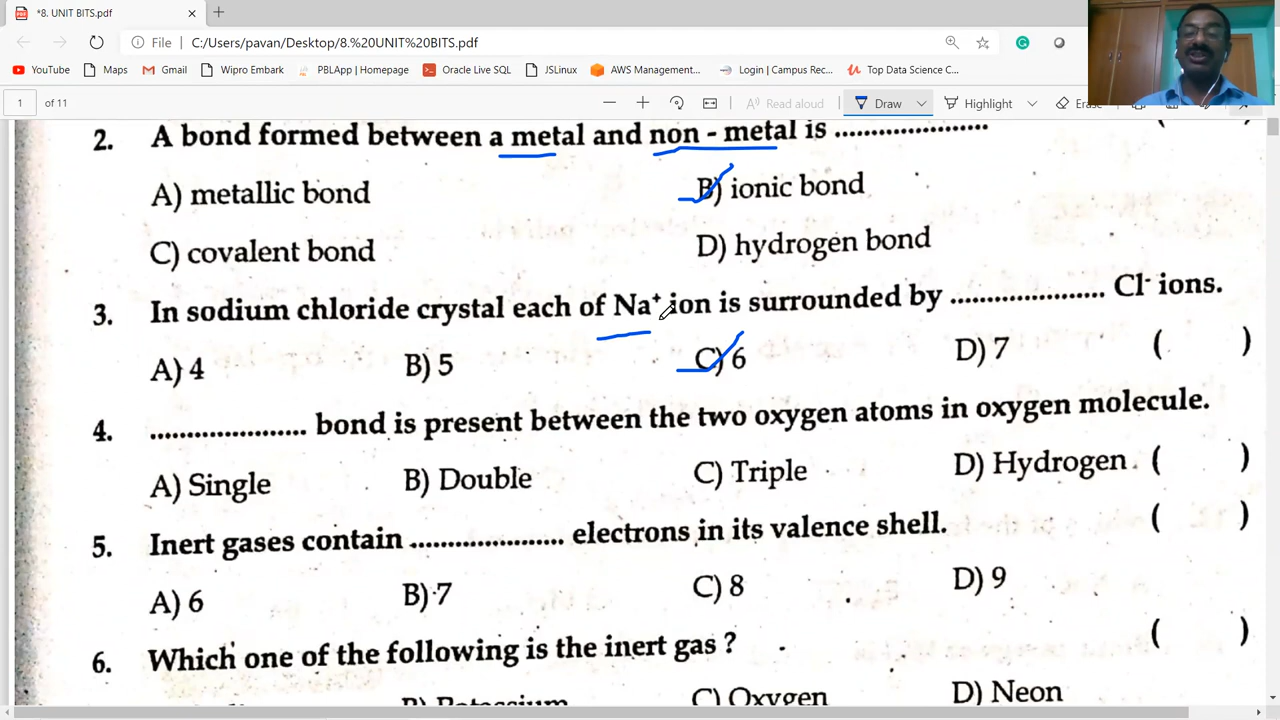 *8. UNIT BITS.pdf
File C:/Users/pavan/Desktop/8.%20UNIT%20BITS.pdf
YouTube Maps Gmail Wipro Embark PBLApp | Homepage Oracle Live SQL JSLinux AWS Management... Login | Campus Rec... Top Data Science C...
1 of 11 Read aloud Draw Highlight Erase
2. A bond formed between a metal and non - metal is ...................... ( )
A) metallic bond B) ionic bond
C) covalent bond D) hydrogen bond
3. In sodium chloride crystal each of Na⁺ ion is surrounded by ...................... Cl⁻ ions.
A) 4 B) 5 C) 6 D) 7 ( )
4. ...................... bond is present between the two oxygen atoms in oxygen molecule.
A) Single B) Double C) Triple D) Hydrogen ( )
5. Inert gases contain ...................... electrons in its valence shell. ( )
A) 6 B) 7 C) 8 D) 9
6. Which one of the following is the inert gas ? ( )
B) Potassium C) Oxygen D) Neon